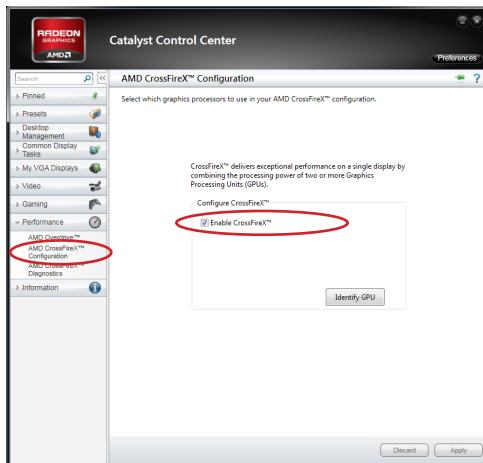 RADEON
GRAPHICS
AMD
Catalyst Control Center
Preferences
Search
AMD CrossFireX™ Configuration
Select which graphics processors to use in your AMD CrossFireX™ configuration.
> Pinned
> Presets
> Desktop
Management
> Common Display
Tasks
> My VGA Displays
> Video
> Gaming
Performance
AMD Overdrive™
AMD CrossFireX™
Configuration
AMD CrossFireX™
Diagnostics
> Information
CrossFireX™ delivers exceptional performance on a single display by
combining the processing power of two or more Graphics
Processing Units (GPUs).
Configure CrossFireX™
Enable CrossFireX™
Identify GPU
Discard
Apply